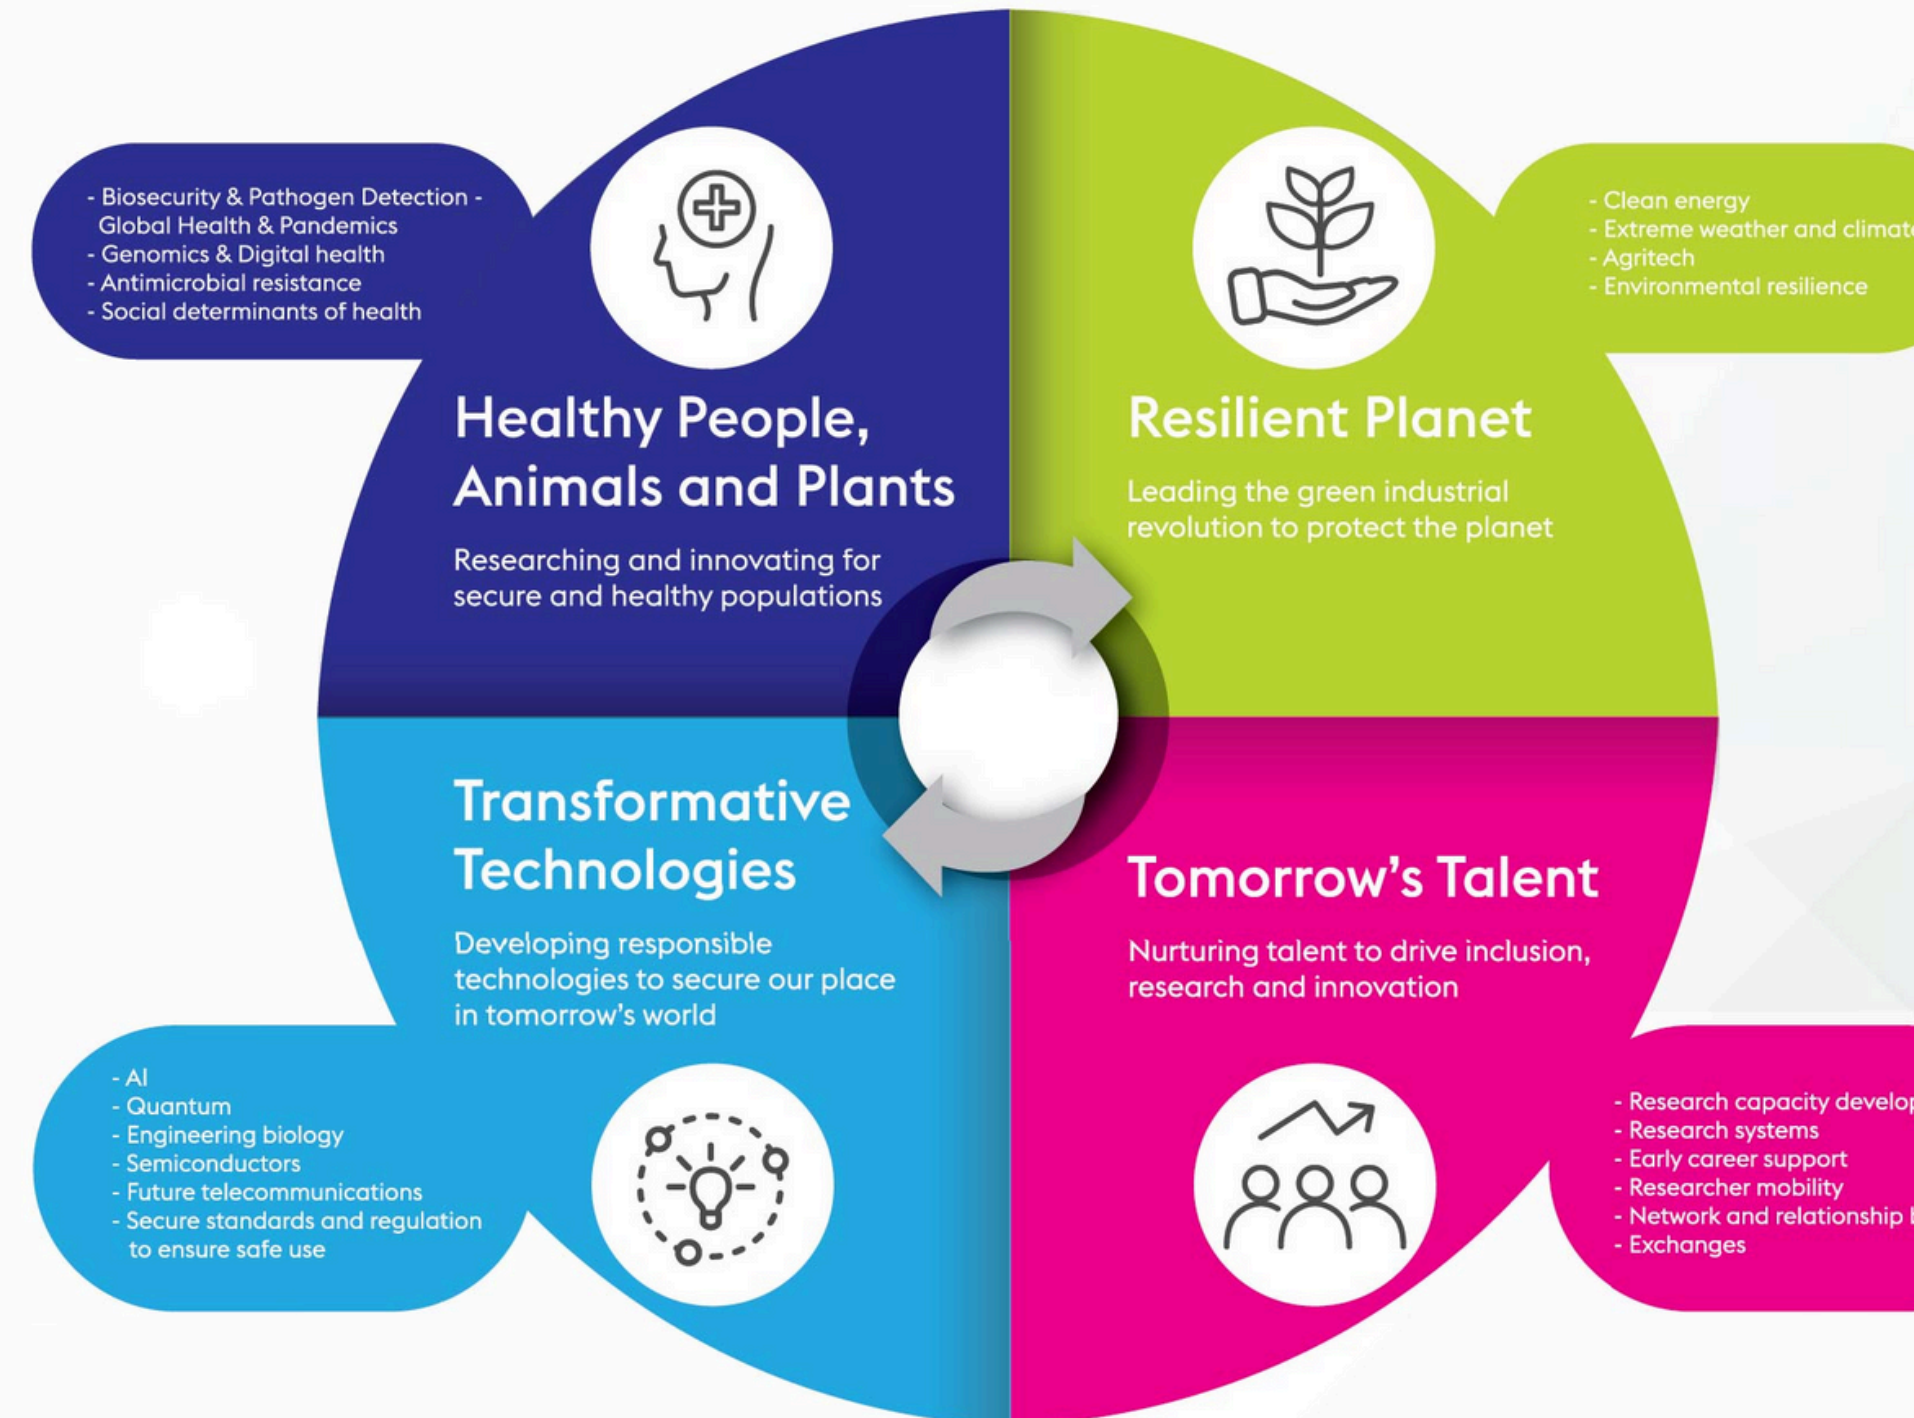 - Biosecurity & Pathogen Detection -
Global Health & Pandemics
- Genomics & Digital health
- Antimicrobial resistance
- Social determinants of health
Healthy People,
Animals and Plants
Researching and innovating for
secure and healthy populations
- Clean energy
- Extreme weather and
- Agritech
- Environmental resilience
Resilient Planet
Leading the green industrial
revolution to protect the planet
Transformative
Technologies
Developing responsible
technologies to secure our place
in tomorrow's world
- AI
- Quantum
- Engineering biology
- Semiconductors
- Future telecommunications
- Secure standards and regulation
to ensure safe use
Tomorrow's Talent
Nurturing talent to drive inclusion,
research and innovation
- Research capacity
- Research systems
- Early career support
- Researcher mobility
- Network and relationship
- Exchanges